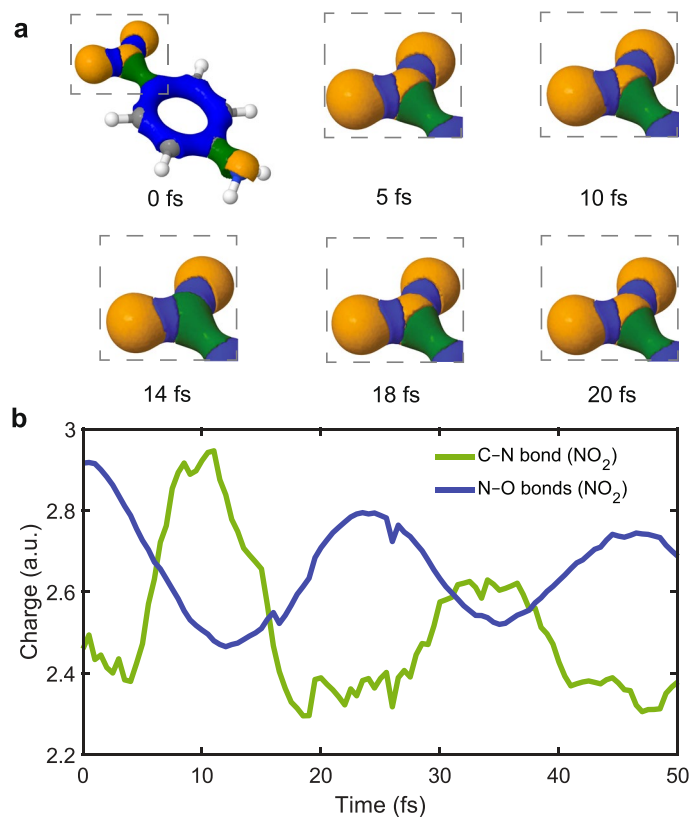 a
0 fs
5 fs
10 fs
14 fs
18 fs
20 fs
b
3
2.8
2.6
2.4
2.2
Charge (a.u.)
C–N bond (NO₂)
N–O bonds (NO₂)
0
10
20
30
40
50
Time (fs)